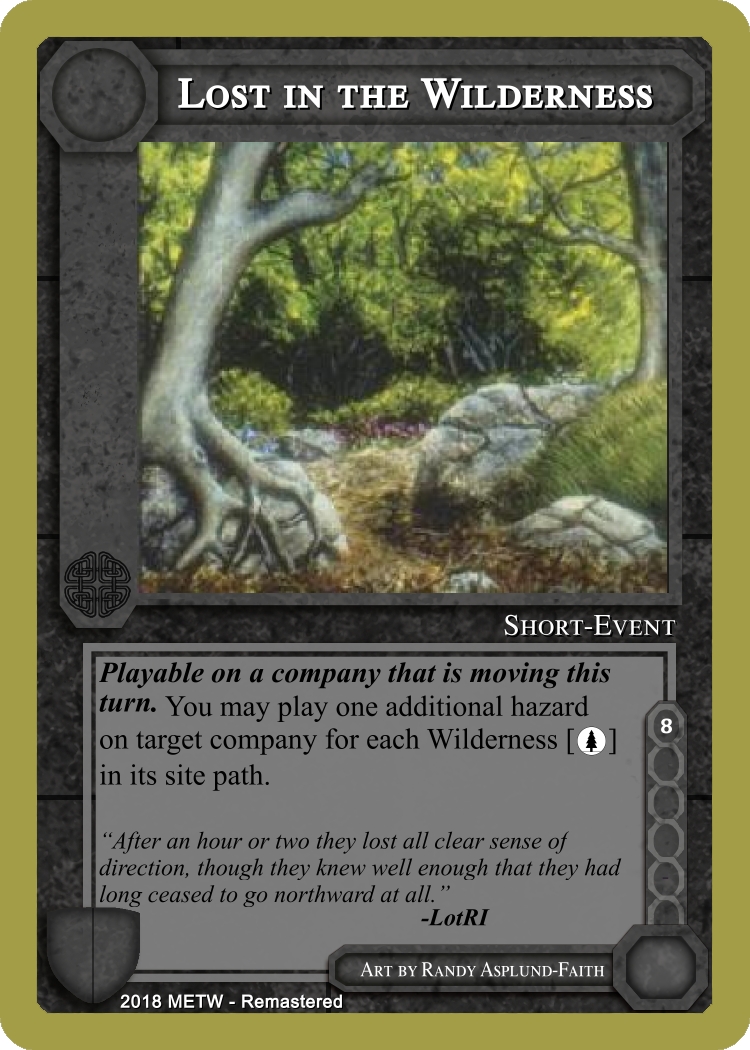 Lost in the Wilderness
Short-Event
Playable on a company that is moving this
turn. You may play one additional hazard
on target company for each Wilderness [ ]
in its site path.
8
“After an hour or two they lost all clear sense of
direction, though they knew well enough that they had
long ceased to go northward at all.”
-LotRI
Art by Randy Asplund-Faith
2018 METW - Remastered